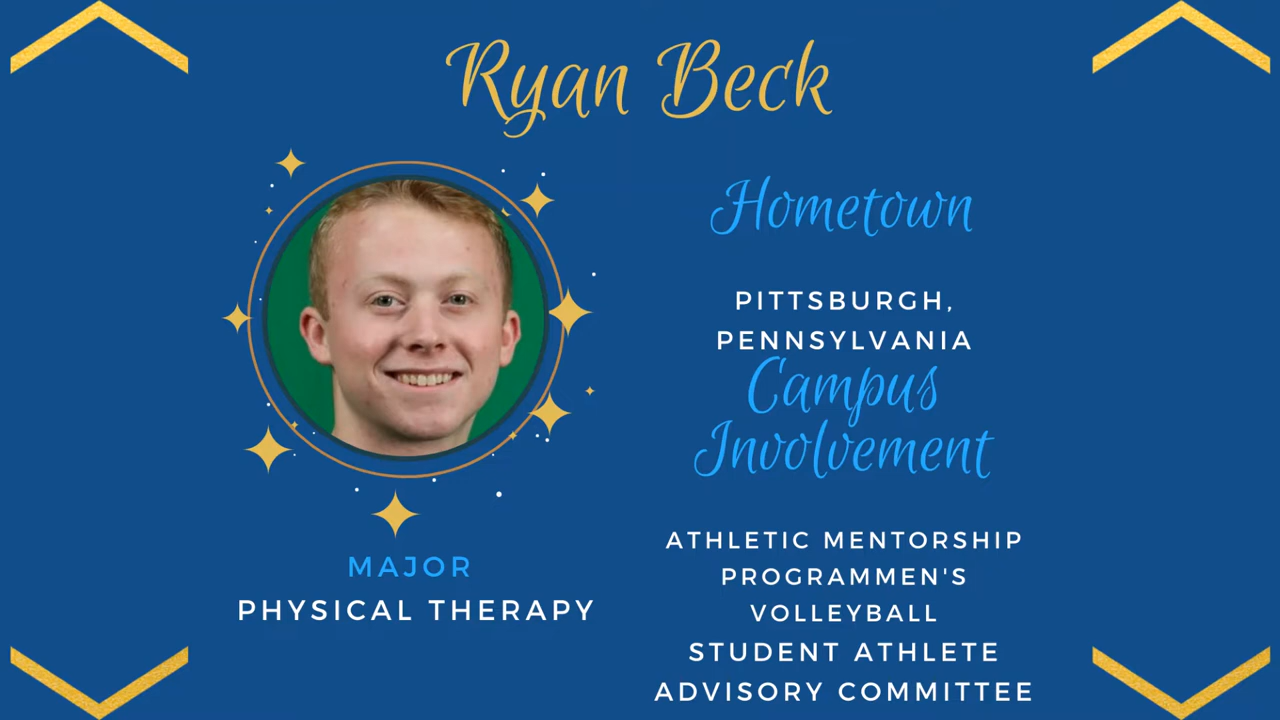 Ryan Beck
MAJOR
PHYSICAL THERAPY
Hometown
PITTSBURGH,
PENNSYLVANIA
Campus
Involvement
ATHLETIC MENTORSHIP
PROGRAMMEN'S
VOLLEYBALL
STUDENT ATHLETE
ADVISORY COMMITTEE